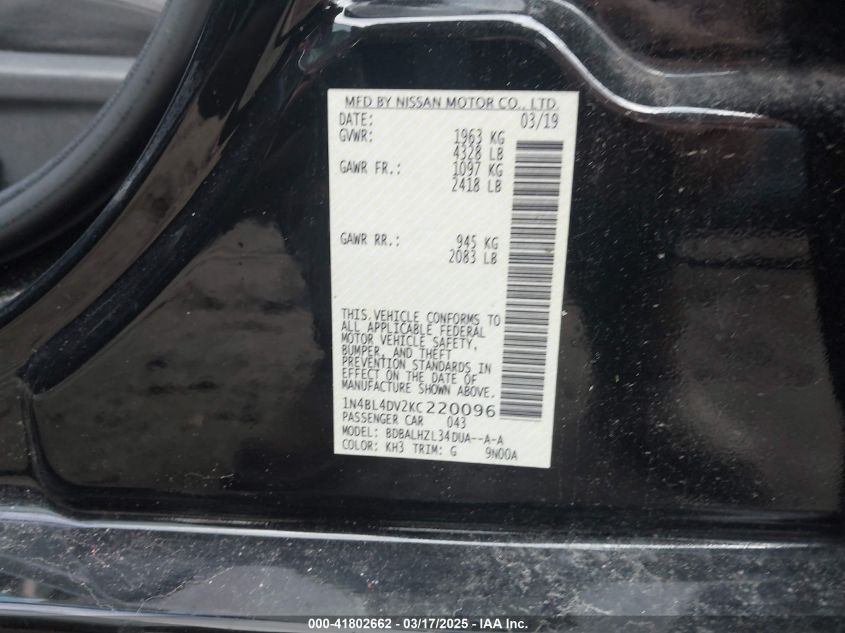 MFD BY NISSAN MOTOR CO., LTD.
DATE: 03/19
GVWR: 1963 KG
4328 LB
GAWR FR.: 1097 KG
2418 LB
GAWR RR.: 945 KG
2083 LB
THIS VEHICLE CONFORMS TO
ALL APPLICABLE FEDERAL
MOTOR VEHICLE SAFETY,
BUMPER, AND THEFT
PREVENTION STANDARDS IN
EFFECT ON THE DATE OF
MANUFACTURE SHOWN ABOVE.
1N4BL4DV2KC220096
PASSENGER CAR 043
MODEL: BDBALHZL34DUA--A-A
COLOR: KH3 TRIM: G 9N00A
000-41802662 - 03/17/2025 - IAA Inc.